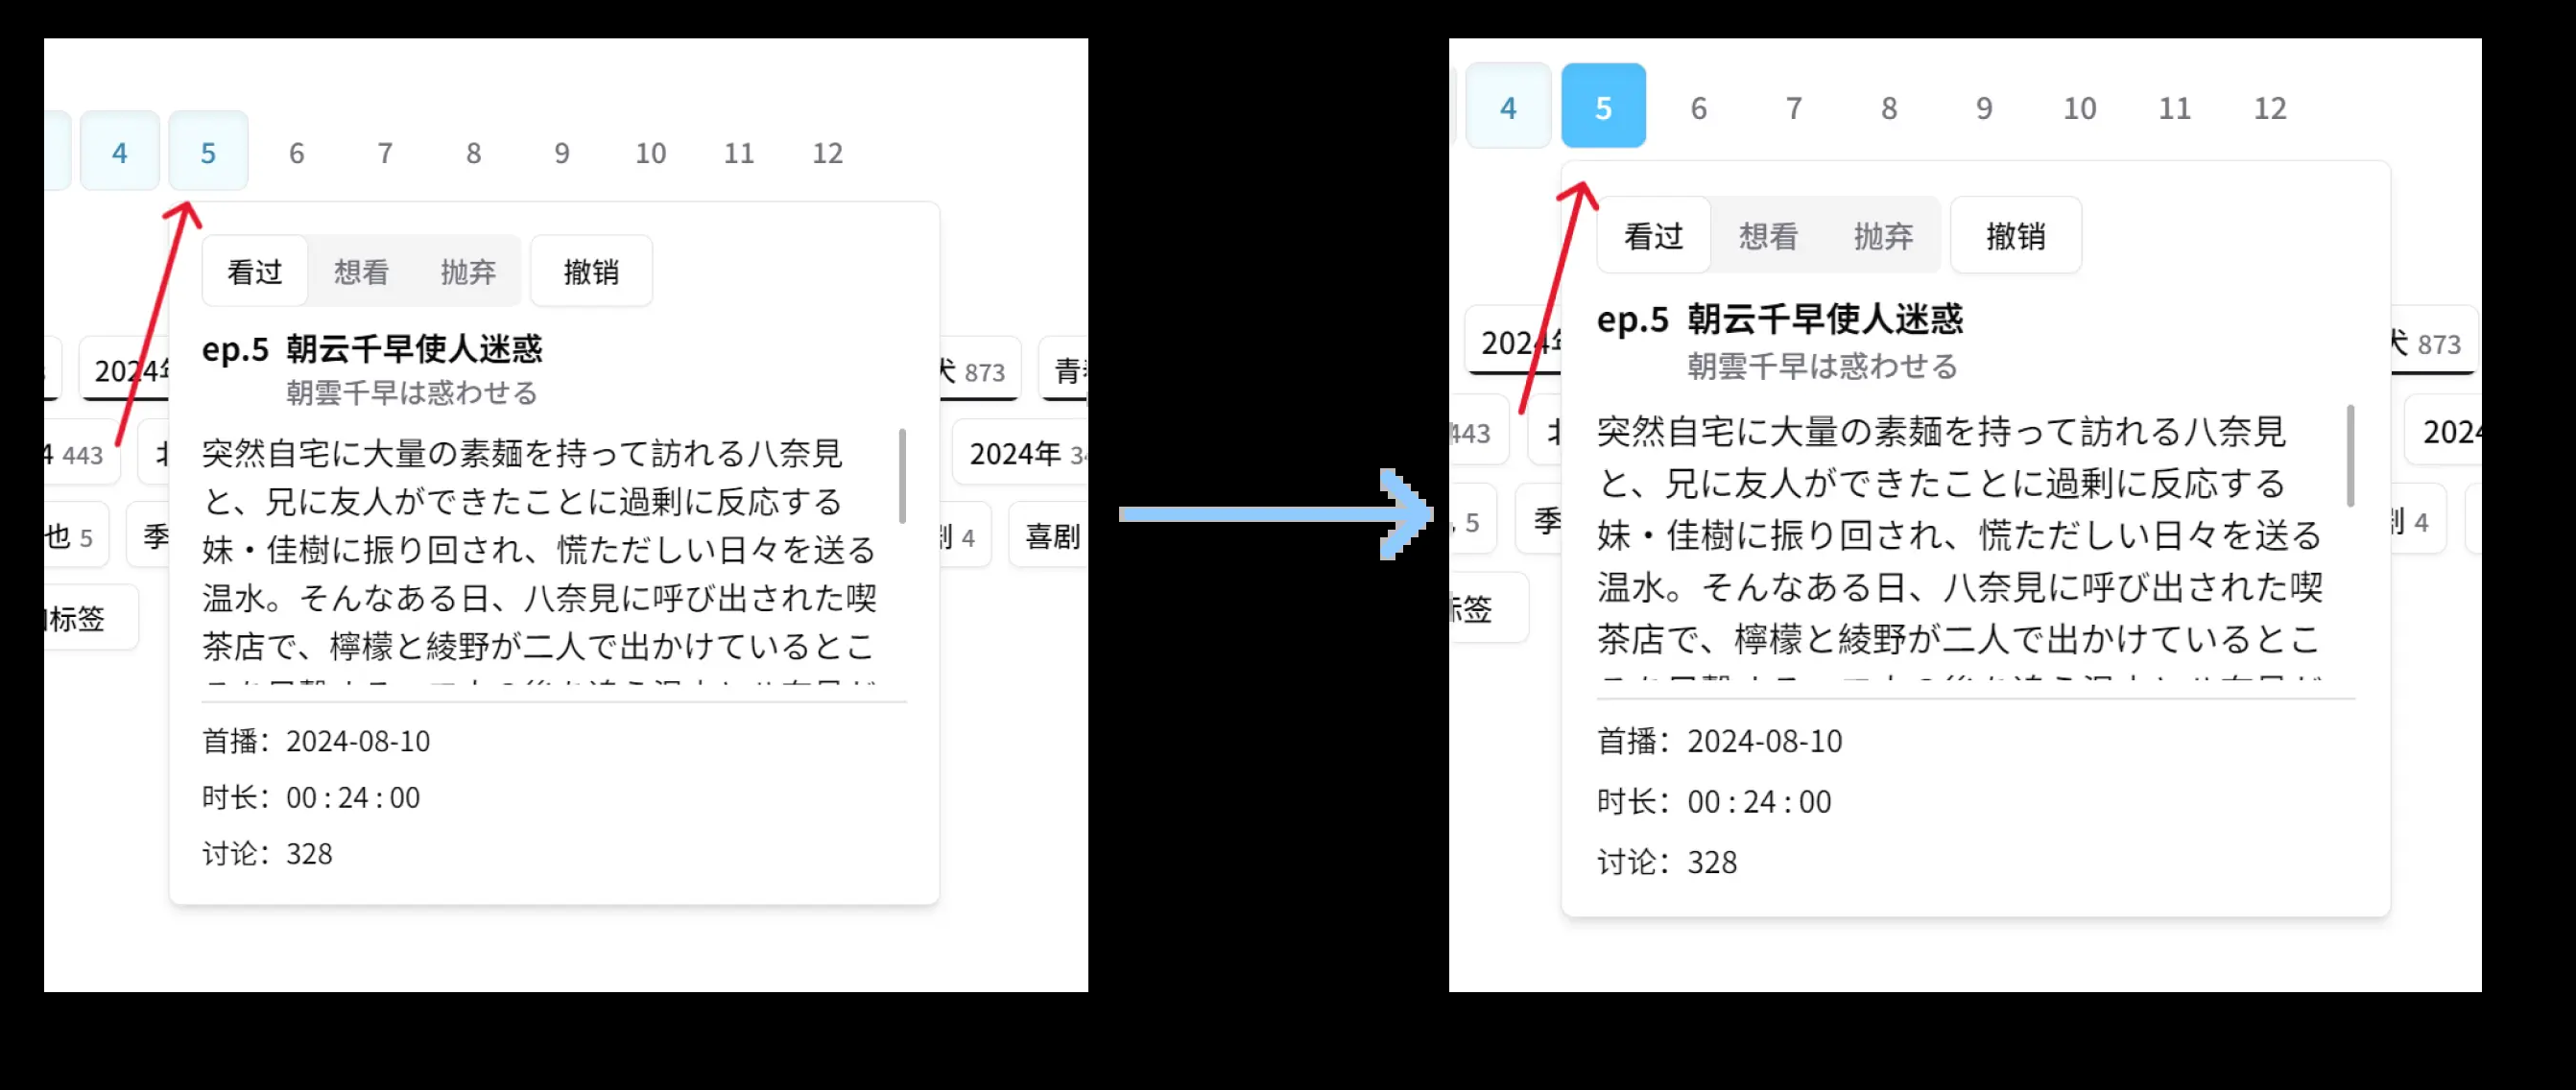 4 5 6 7 8 9 10 11 12
看过 想看 抛弃 撤销
ep.5 朝云千早使人迷惑
朝雲千早は惑わせる
2024年 犬 873
443 2024年
突然自宅に大量の素麺を持って訪れる八奈見
と、兄に友人ができたことに過剰に反応する
妹・佳樹に振り回され、慌ただしい日々を送る
温水。そんなある日、八奈見に呼び出された喫
茶店で、檸檬と綾野が二人で出かけているとこ
也 5 季 剧 4 喜剧
标签
首播：2024-08-10
时长：00 : 24 : 00
讨论：328
4 5 6 7 8 9 10 11 12
看过 想看 抛弃 撤销
ep.5 朝云千早使人迷惑
朝雲千早は惑わせる
2024 873
443 2024
突然自宅に大量の素麺を持って訪れる八奈見
と、兄に友人ができたことに過剰に反応する
妹・佳樹に振り回され、慌ただしい日々を送る
温水。そんなある日、八奈見に呼び出された喫
茶店で、檸檬と綾野が二人で出かけているとこ
5 季 4
签
首播：2024-08-10
时长：00 : 24 : 00
讨论：328